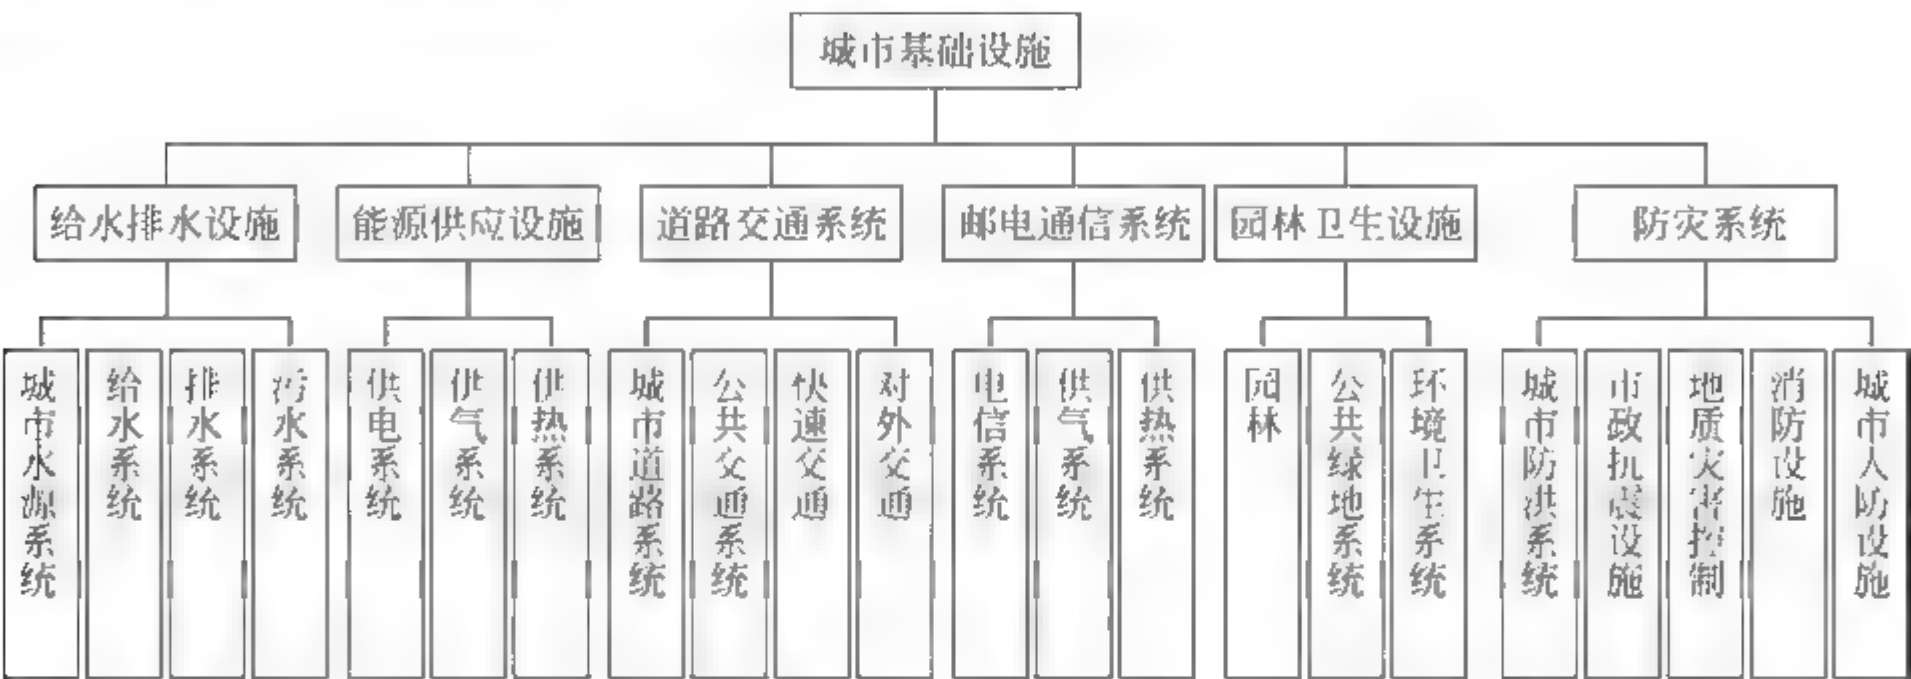 城市基础设施
给水排水设施
能源供应设施
道路交通系统
邮电通信系统
园林卫生设施
防灾系统
城市水源系统
给水系统
排水系统
污水系统
供电系统
供气系统
供热系统
城市道路系统
公共交通系统
快速交通
对外交通
电信系统
供气系统
供热系统
园林
公共绿地系统
环境卫生系统
城市防洪系统
市政抗震设施
地质灾害控制
消防设施
城市人防设施